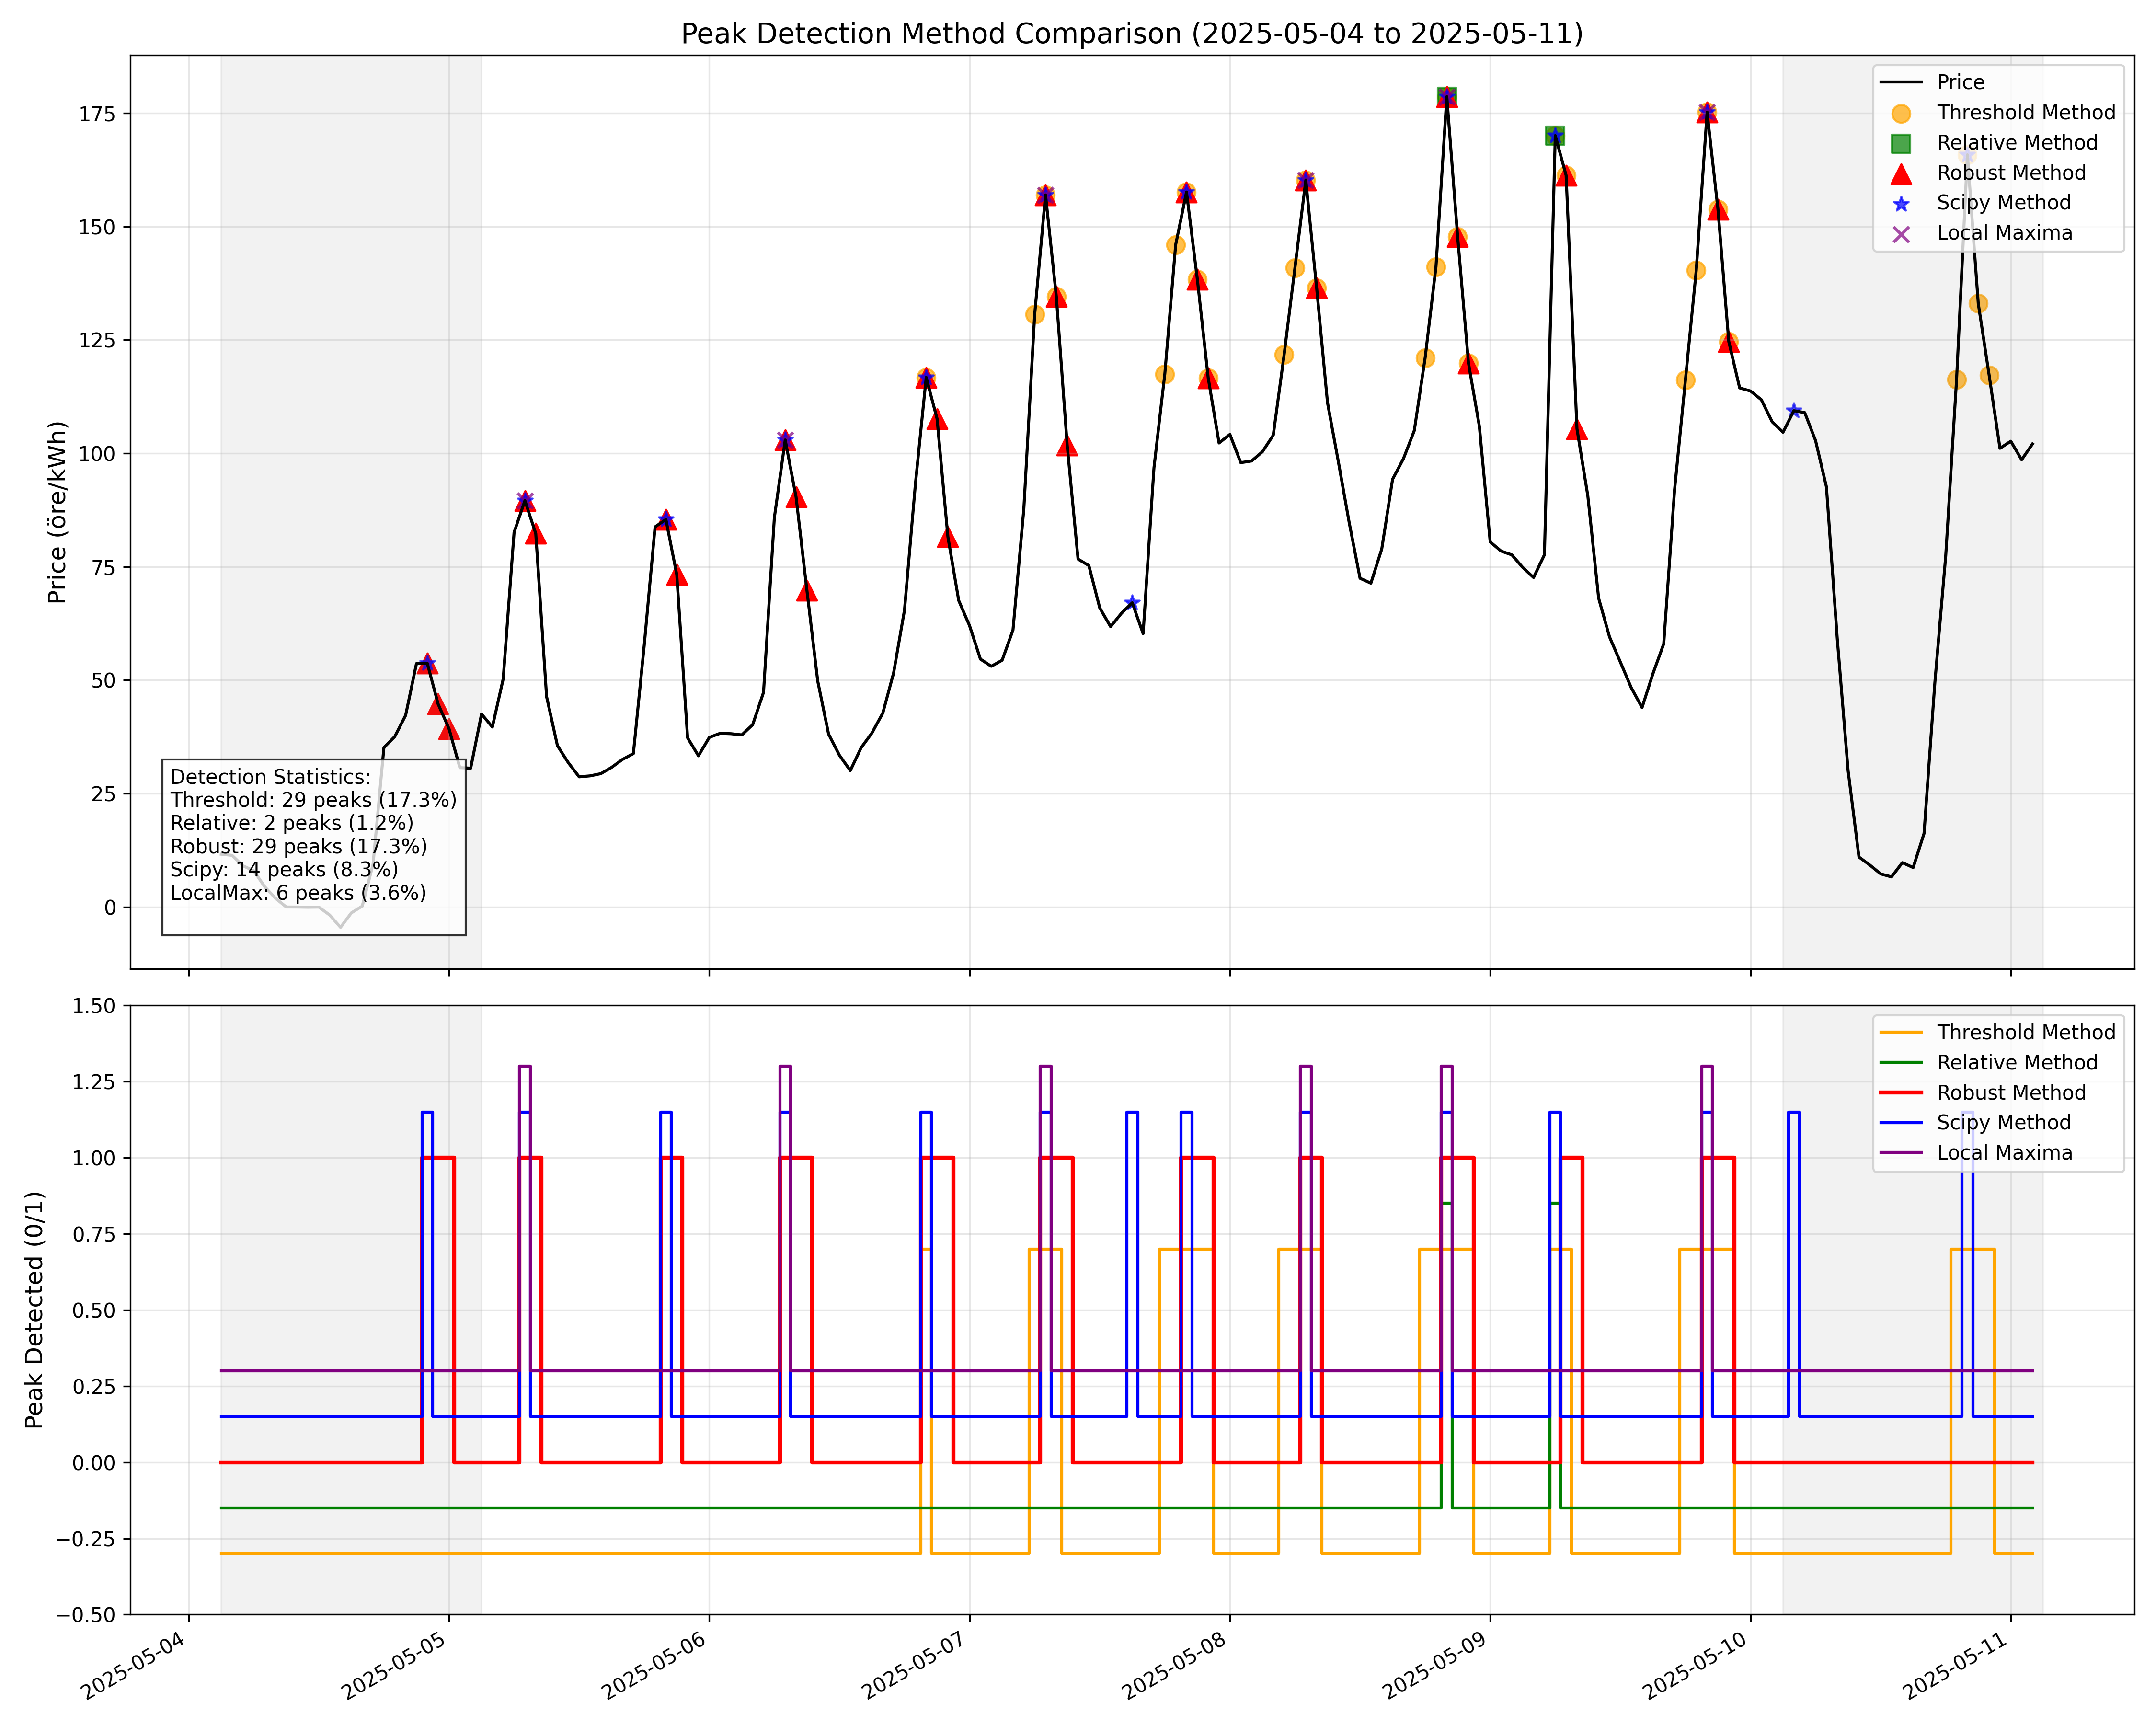 Peak Detection Method Comparison (2025-05-04 to 2025-05-11)
Price (öre/kWh)
175
150
125
100
75
50
25
0
Price
Threshold Method
Relative Method
Robust Method
Scipy Method
Local Maxima
Detection Statistics:
Threshold: 29 peaks (17.3%)
Relative: 2 peaks (1.2%)
Robust: 29 peaks (17.3%)
Scipy: 14 peaks (8.3%)
LocalMax: 6 peaks (3.6%)
Peak Detected (0/1)
1.50
1.25
1.00
0.75
0.50
0.25
0.00
−0.25
−0.50
Threshold Method
Relative Method
Robust Method
Scipy Method
Local Maxima
2025-05-04
2025-05-05
2025-05-06
2025-05-07
2025-05-08
2025-05-09
2025-05-10
2025-05-11